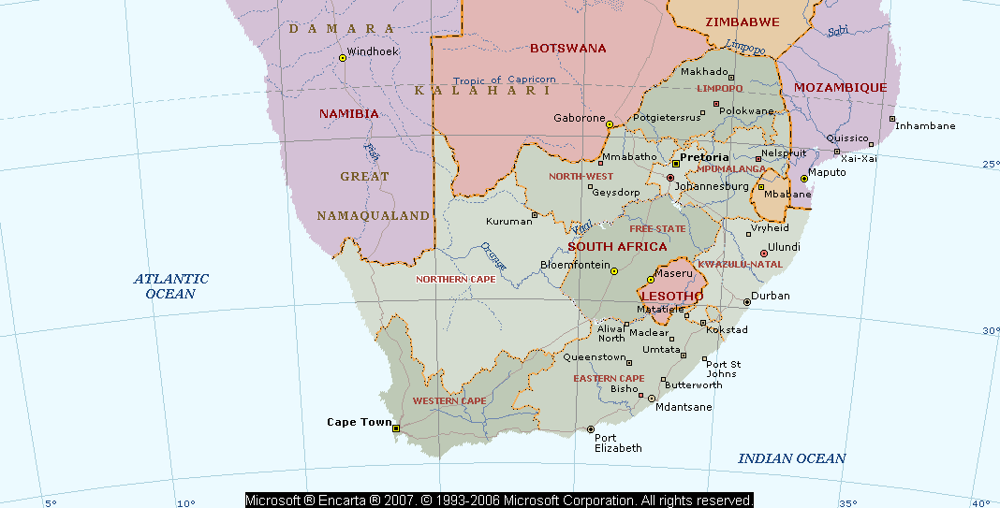 ZIMBABWE
DAMARA
Sabi
Windhoek
BOTSWANA
Limpopo
Makhado
Tropic of Capricorn
KALAHARI
LIMPOPO
MOZAMBIQUE
NAMIBIA
Gaborone
Potgietersrus
Polokwane
Inhambane
Quissico
Fish
Mmabatho
Pretoria
Nelspruit
Xai-Xai
25°
GREAT
NORTH-WEST
MPUMALANGA
Maputo
Geysdorp
Johannesburg
Mbabane
NAMAQUALAND
Kuruman
Vaal
FREE STATE
Vryheid
SOUTH AFRICA
Ulundi
Orange
Bloemfontein
KWAZULU-NATAL
ATLANTIC
OCEAN
NORTHERN CAPE
Maseru
LESOTHO
Durban
Matatiele
Aliwal
North
Maclear
Kokstad
30°
Umtata
Queenstown
Port St
Johns
EASTERN CAPE
Butterworth
Bisho
WESTERN CAPE
Mdantsane
Cape Town
Port
Elizabeth
INDIAN OCEAN
5°
10°
Microsoft ® Encarta ® 2007. © 1993-2006 Microsoft Corporation. All rights reserved.
35°
40°